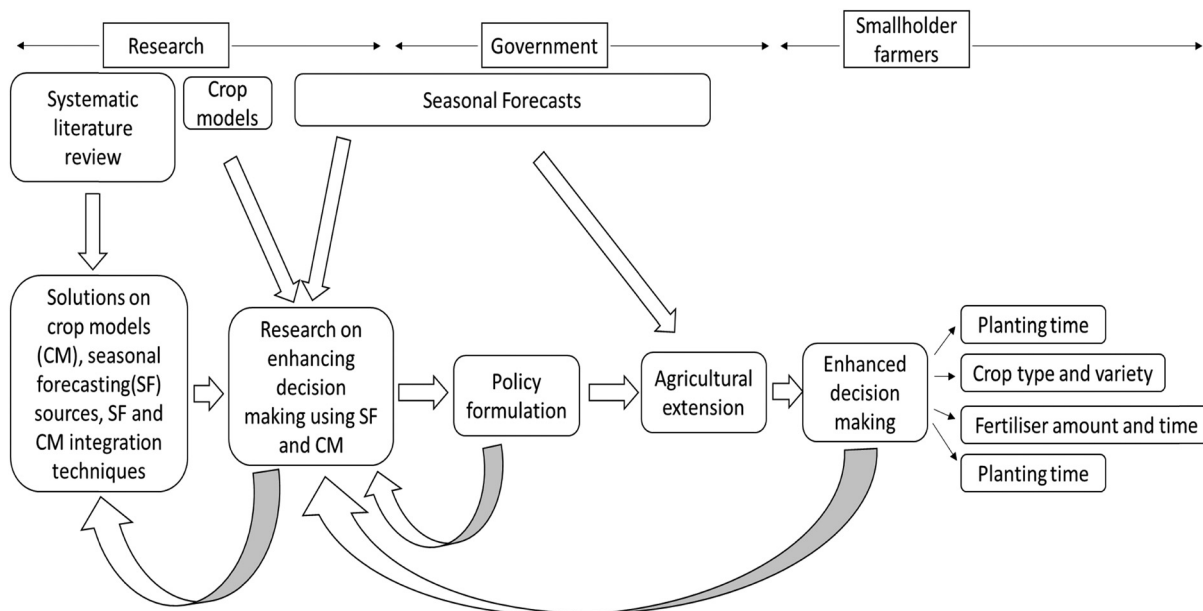 Research
Government
Smallholder
farmers
Systematic
literature
review
Crop
models
Seasonal Forecasts
Solutions on
crop models
(CM), seasonal
forecasting(SF)
sources, SF and
CM integration
techniques
Research on
enhancing
decision
making using SF
and CM
Policy
formulation
Agricultural
extension
Enhanced
decision
making
Planting time
Crop type and variety
Fertiliser amount and time
Planting time